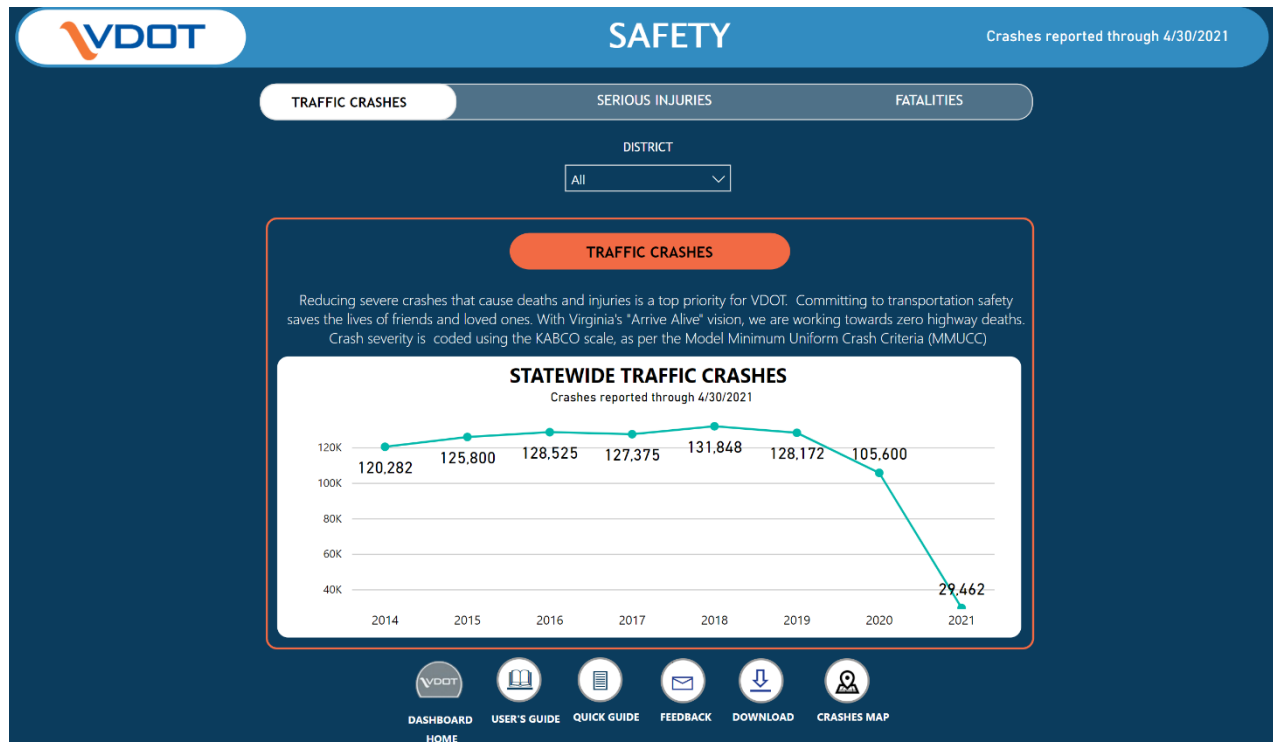 VDOT
SAFETY
Crashes reported through 4/30/2021
TRAFFIC CRASHES
SERIOUS INJURIES
FATALITIES
DISTRICT
All
TRAFFIC CRASHES
Reducing severe crashes that cause deaths and injuries is a top priority for VDOT. Committing to transportation safety
saves the lives of friends and loved ones. With Virginia's "Arrive Alive" vision, we are working towards zero highway deaths.
Crash severity is coded using the KABCO scale, as per the Model Minimum Uniform Crash Criteria (MMUCC)
STATEWIDE TRAFFIC CRASHES
Crashes reported through 4/30/2021
120K
100K
80K
60K
40K
120,282
125,800
128,525
127,375
131,848
128,172
105,600
29,462
2014
2015
2016
2017
2018
2019
2020
2021
VDOT
DASHBOARD
HOME
USER'S GUIDE
QUICK GUIDE
FEEDBACK
DOWNLOAD
CRASHES MAP